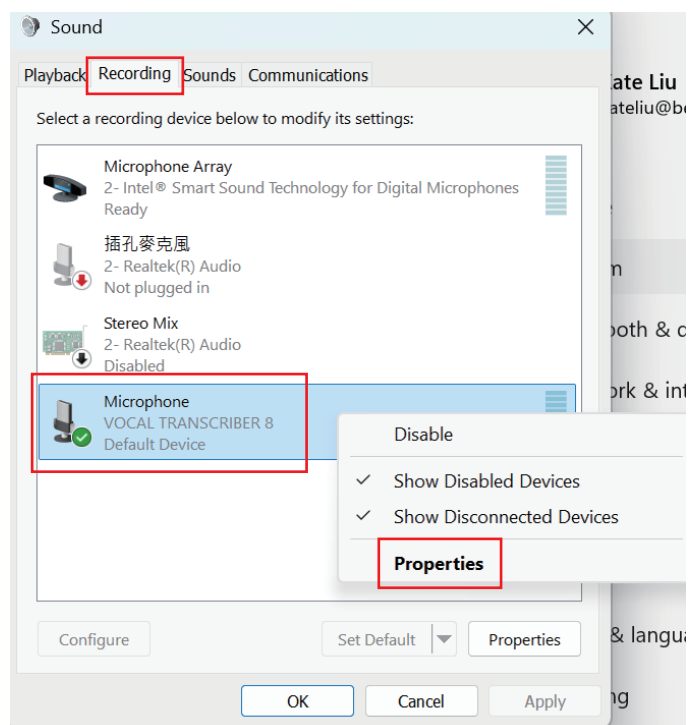 Sound
Playback Recording Sounds Communications
Select a recording device below to modify its settings:
Microphone Array
2- Intel® Smart Sound Technology for Digital Microphones
Ready
插孔麥克風
2- Realtek(R) Audio
Not plugged in
Stereo Mix
2- Realtek(R) Audio
Disabled
Microphone
VOCAL TRANSCRIBER 8
Default Device
Disable
Show Disabled Devices
Show Disconnected Devices
Properties
Configure Set Default Properties
OK Cancel Apply
Liu